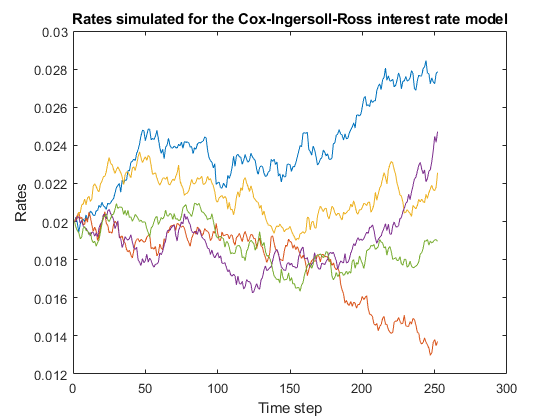 Rates simulated for the Cox-Ingersoll-Ross interest rate model
0.03
0.028
0.026
0.024
0.022
0.02
0.018
0.016
0.014
0.012
Rates
0 50 100 150 200 250 300
Time step